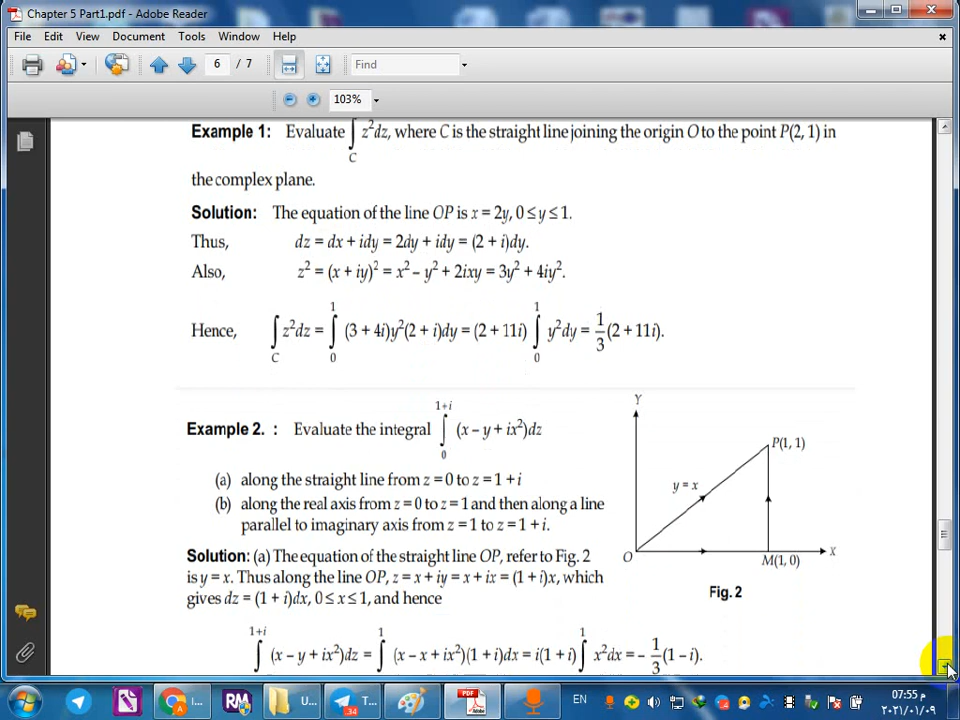 Chapter 5 Part1.pdf - Adobe Reader
File Edit View Document Tools Window Help
6 / 7 Find
103%
Example 1: Evaluate ∫_C z²dz, where C is the straight line joining the origin O to the point P(2, 1) in
the complex plane.
Solution: The equation of the line OP is x = 2y, 0 ≤ y ≤ 1.
Thus, dz = dx + idy = 2dy + idy = (2 + i)dy.
Also, z² = (x + iy)² = x² – y² + 2ixy = 3y² + 4iy².
Hence, ∫_C z²dz = ∫_0^1 (3 + 4i)y²(2 + i)dy = (2 + 11i) ∫_0^1 y²dy = 1/3 (2 + 11i).
Example 2. : Evaluate the integral ∫_0^{1+i} (x – y + ix²)dz
(a) along the straight line from z = 0 to z = 1 + i
(b) along the real axis from z = 0 to z = 1 and then along a line
parallel to imaginary axis from z = 1 to z = 1 + i.
Solution: (a) The equation of the straight line OP, refer to Fig. 2
is y = x. Thus along the line OP, z = x + iy = x + ix = (1 + i)x, which
gives dz = (1 + i)dx, 0 ≤ x ≤ 1, and hence
∫_0^{1+i} (x – y + ix²)dz = ∫_0^1 (x – x + ix²)(1 + i)dx = i(1 + i) ∫_0^1 x²dx = – 1/3 (1 – i).
Y
P(1, 1)
y = x
O
X
M(1, 0)
Fig. 2
I...
RM
U...
34
T...
EN
07:55 م
٢٠٢١/٠١/٠٩